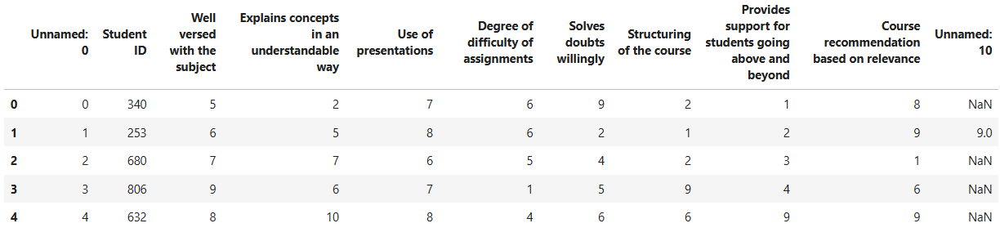 Unnamed: 0 Student ID Well versed with the subject Explains concepts in an understandable way Use of presentations Degree of difficulty of assignments Solves doubts willingly Structuring of the course Provides support for students going above and beyond Course recommendation based on relevance Unnamed: 10
0 0 340 5 2 7 6 9 2 1 8 NaN
1 1 253 6 5 8 6 2 1 2 9 9.0
2 2 680 7 7 6 5 4 2 3 1 NaN
3 3 806 9 6 7 1 5 9 4 6 NaN
4 4 632 8 10 8 4 6 6 9 9 NaN